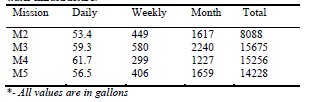 Mission Daily Weekly Month Total
M2 53.4 449 1617 8088
M3 59.3 580 2240 15675
M4 61.7 299 1227 15256
M5 56.5 406 1659 14228
*- All values are in gallons